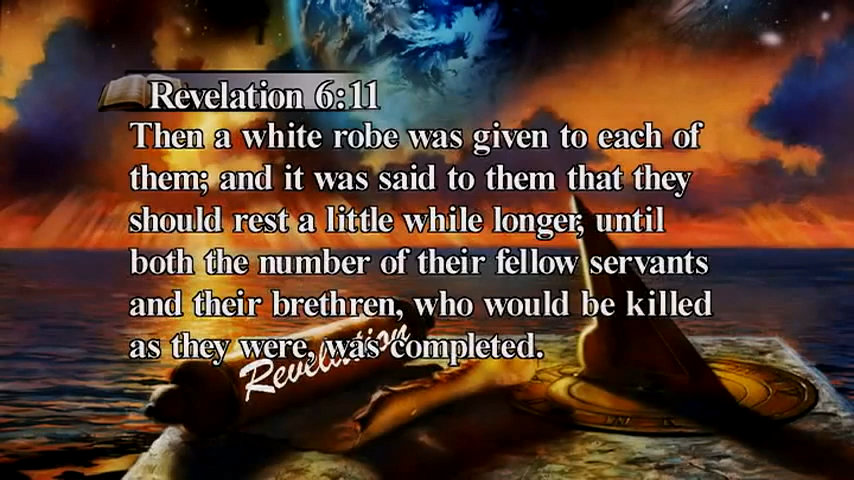 Revelation 6:11
Then a white robe was given to each of
them; and it was said to them that they
should rest a little while longer, until
both the number of their fellow servants
and their brethren, who would be killed
as they were, was completed.
Revelation